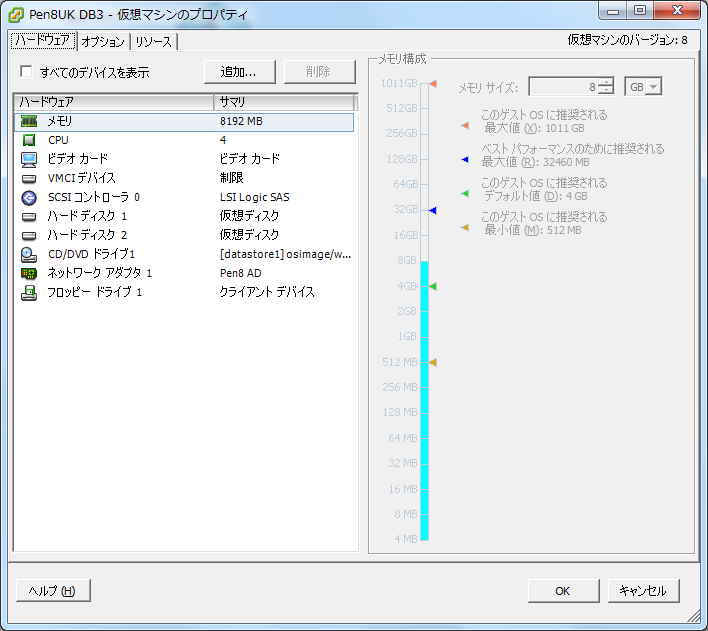 Pen8UK DB3 - 仮想マシンのプロパティ
ハードウェア オプション リソース
仮想マシンのバージョン: 8
すべてのデバイスを表示
追加...
削除
ハードウェア サマリ
メモリ 8192 MB
CPU 4
ビデオ カード ビデオ カード
VMCI デバイス 制限
SCSI コントローラ 0 LSI Logic SAS
ハード ディスク 1 仮想ディスク
ハード ディスク 2 仮想ディスク
CD/DVD ドライブ1 [datastore1] osimage/w...
ネットワーク アダプタ 1 Pen8 AD
フロッピー ドライブ 1 クライアント デバイス
メモリ構成
1011GB
512GB
256GB
128GB
64GB
32GB
16GB
8GB
4GB
2GB
1GB
512 MB
256 MB
128 MB
64 MB
32 MB
16 MB
8 MB
4 MB
メモリ サイズ: 8 GB
このゲスト OS に推奨される
最大値 (X): 1011 GB
ベスト パフォーマンスのために推奨される
最大値 (R): 32460 MB
このゲスト OS に推奨される
デフォルト値 (D): 4 GB
このゲスト OS に推奨される
最小値 (M): 512 MB
ヘルプ (H)
OK
キャンセル